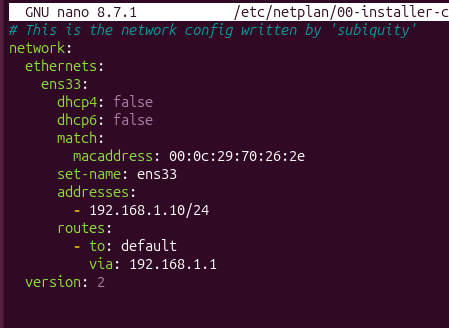 GNU nano 8.7.1 /etc/netplan/00-installer-c
# This is the network config written by 'subiquity'
network:
  ethernets:
    ens33:
      dhcp4: false
      dhcp6: false
      match:
        macaddress: 00:0c:29:70:26:2e
      set-name: ens33
      addresses:
        - 192.168.1.10/24
      routes:
        - to: default
          via: 192.168.1.1
  version: 2